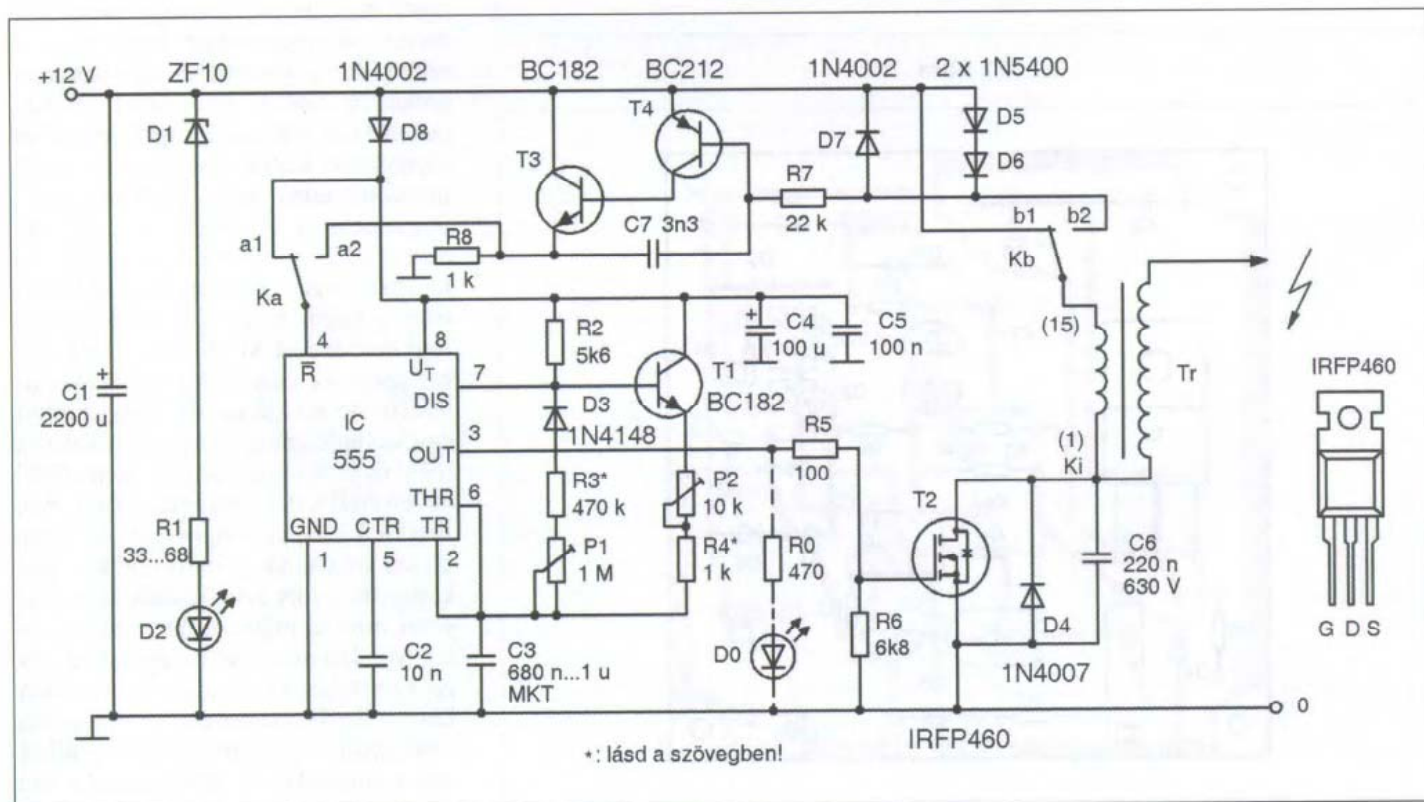 +12 V
ZF10
1N4002
BC182
BC212
1N4002
2 x 1N5400
D1
D8
T3
T4
D7
D5
D6
R7
22 k
C7 3n3
a1
a2
R8
1 k
b1
b2
Ka
Kb
4
8
R
U_T
7
DIS
IC
555
3
OUT
THR
6
GND
CTR
TR
1
5
2
R2
5k6
T1
BC182
C4
100 u
C5
100 n
(15)
Tr
IRFP460
C1
2200 u
+
+
D3
1N4148
R5
100
(1)
Ki
R3*
470 k
P2
10 k
T2
R1
33...68
P1
1 M
R4*
1 k
R0
470
C6
220 n
630 V
G D S
D2
C2
10 n
C3
680 n...1 u
MKT
D0
R6
6k8
D4
1N4007
0
IRFP460
*: lásd a szövegben!